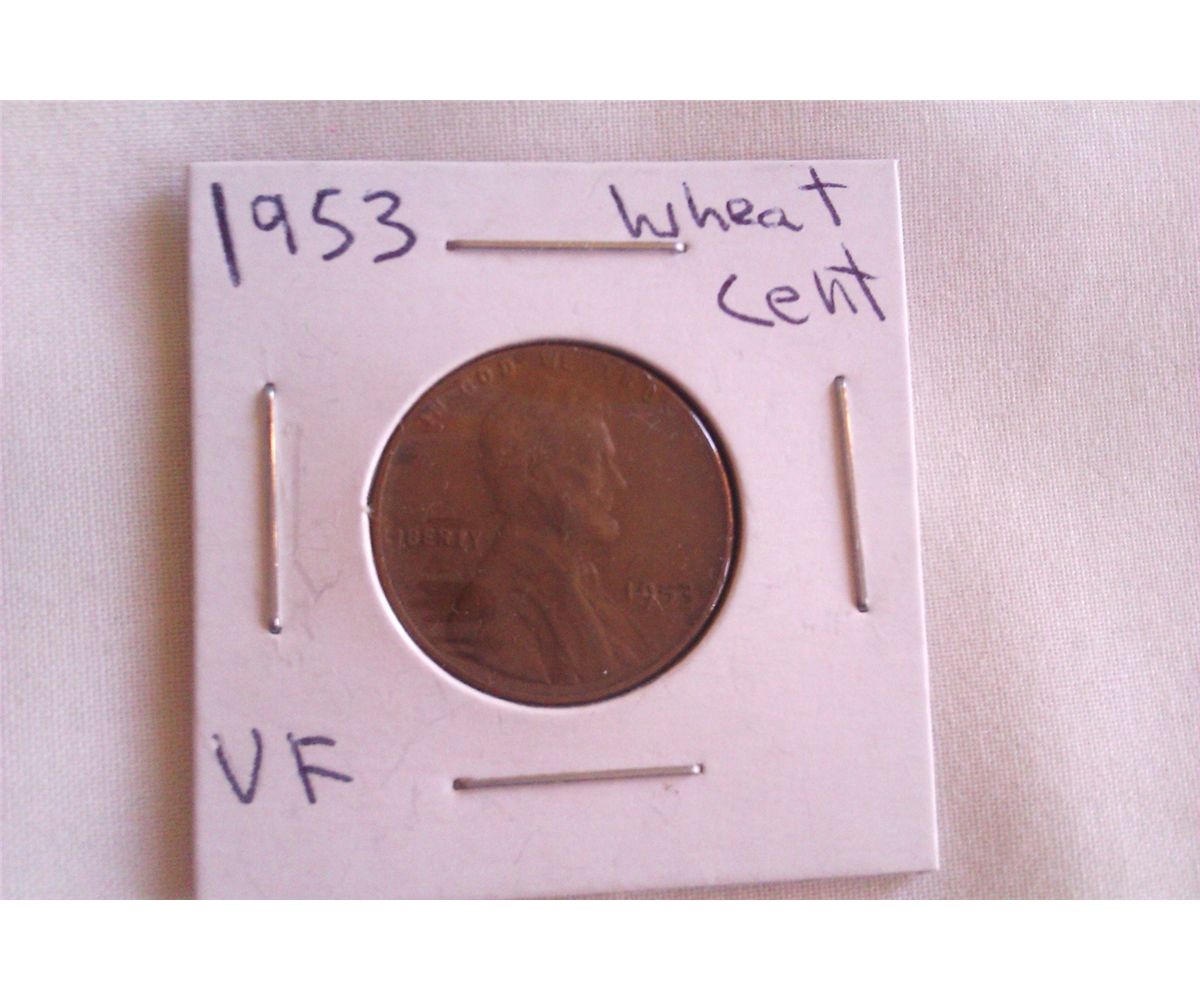 1953 Wheat
cent
IN GOD WE TRUST
LIBERTY
1953
VF